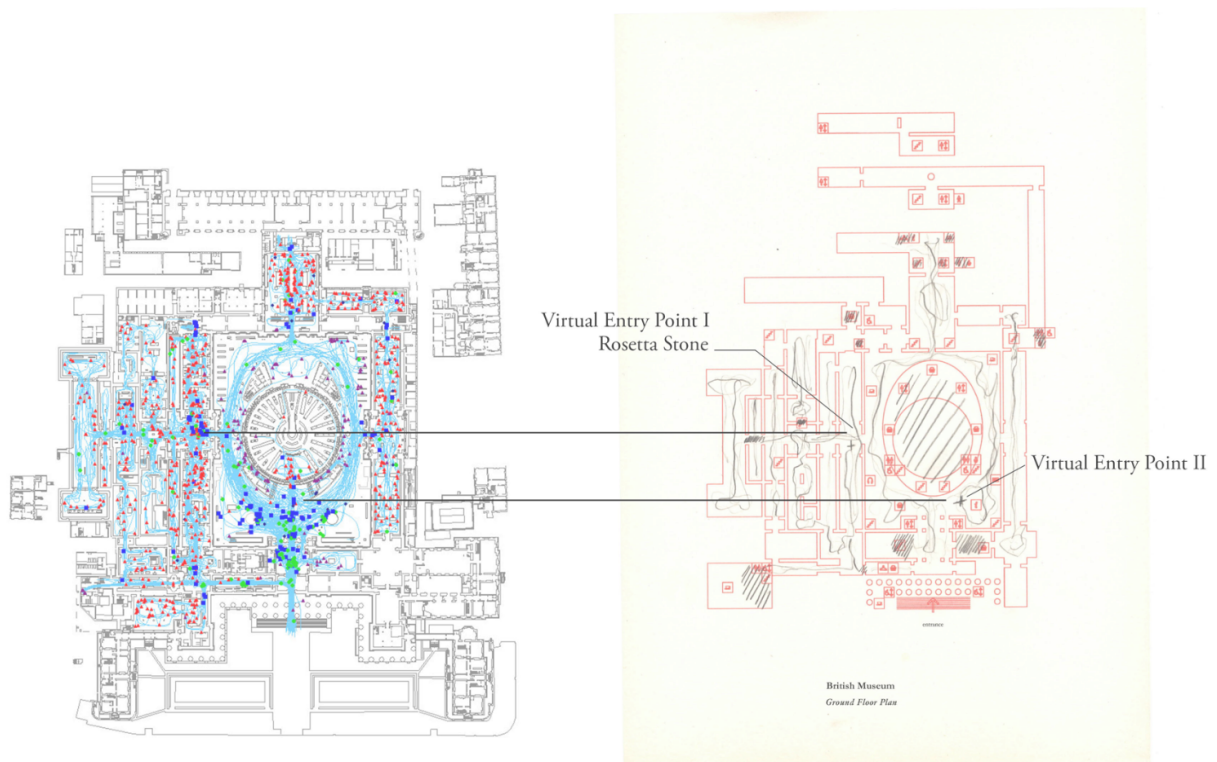 Virtual Entry Point I
Rosetta Stone
Virtual Entry Point II
entrance
British Museum
Ground Floor Plan